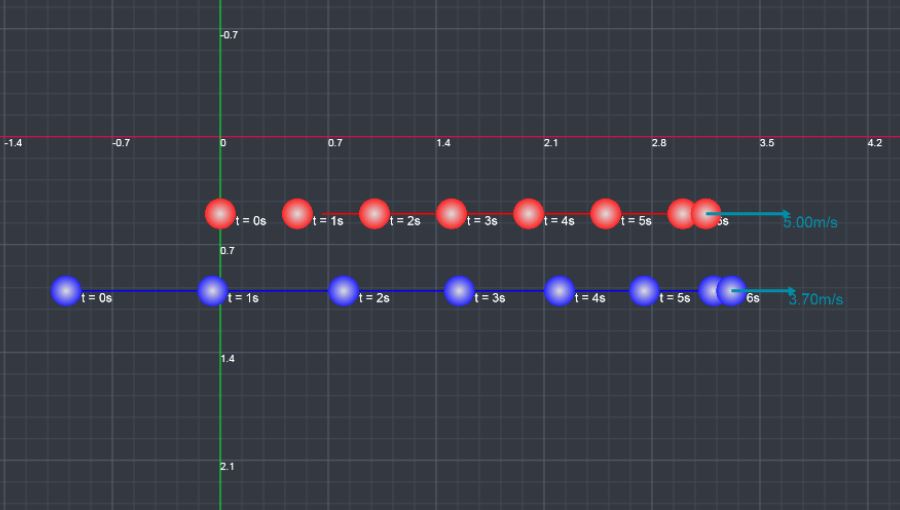 -0.7
-1.4 -0.7 0 0.7 1.4 2.1 2.8 3.5 4.2
t = 0s t = 1s t = 2s t = 3s t = 4s t = 5s 5.00m/s
0.7
t = 0s t = 1s t = 2s t = 3s t = 4s t = 5s 6s 3.70m/s
1.4
2.1